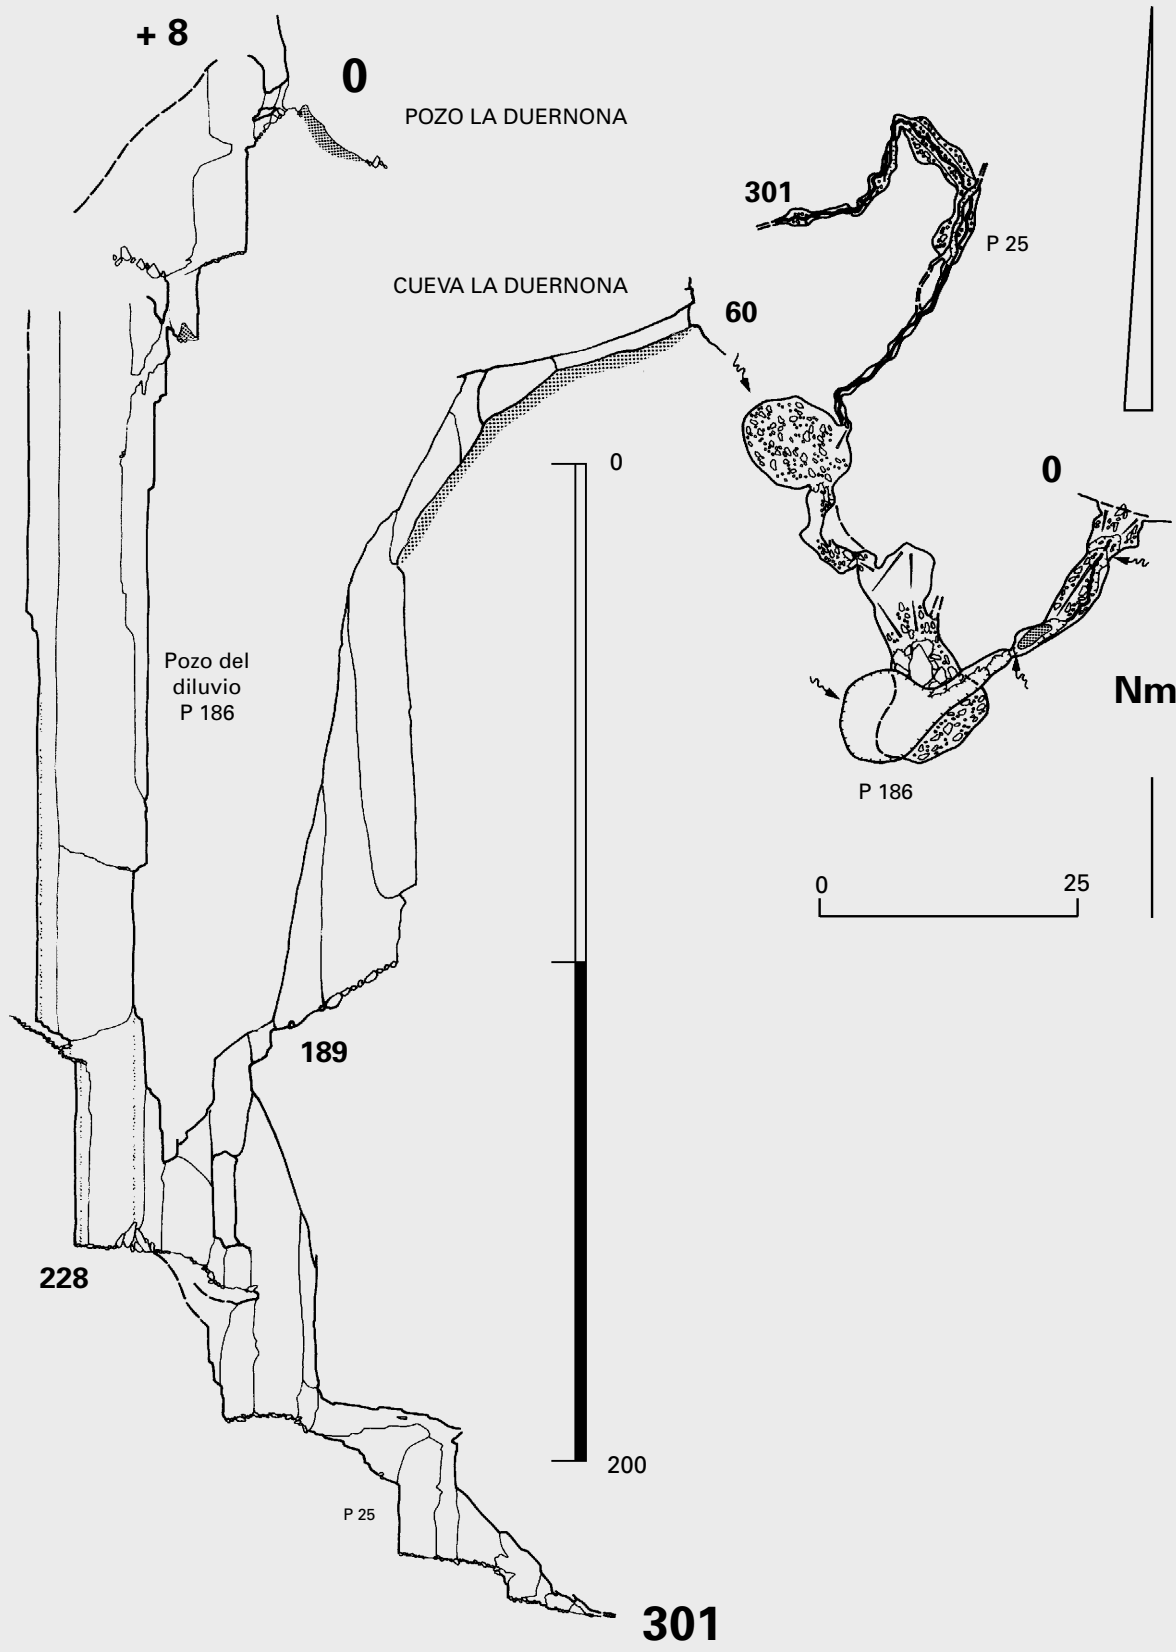 + 8
0
POZO LA DUERNONA
301
P 25
CUEVA LA DUERNONA
60
0
0
Pozo del
diluvio
P 186
Nm
P 186
0
25
189
228
200
P 25
301